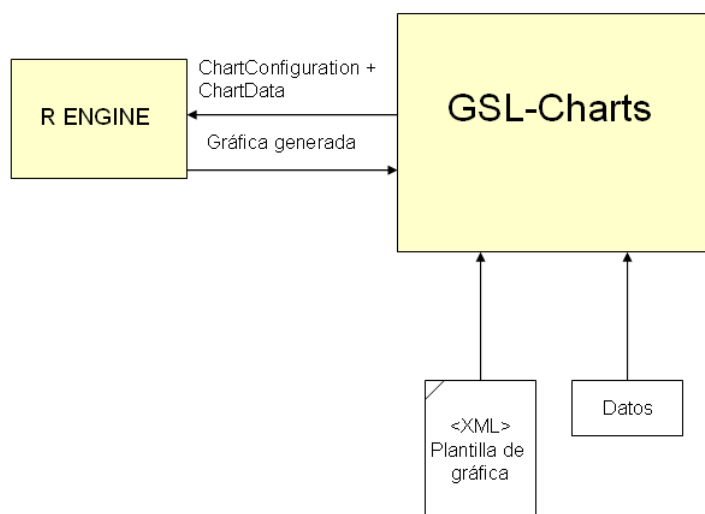 ChartConfiguration +
ChartData
R ENGINE
GSL-Charts
Gráfica generada
<XML>
Plantilla de
gráfica
Datos